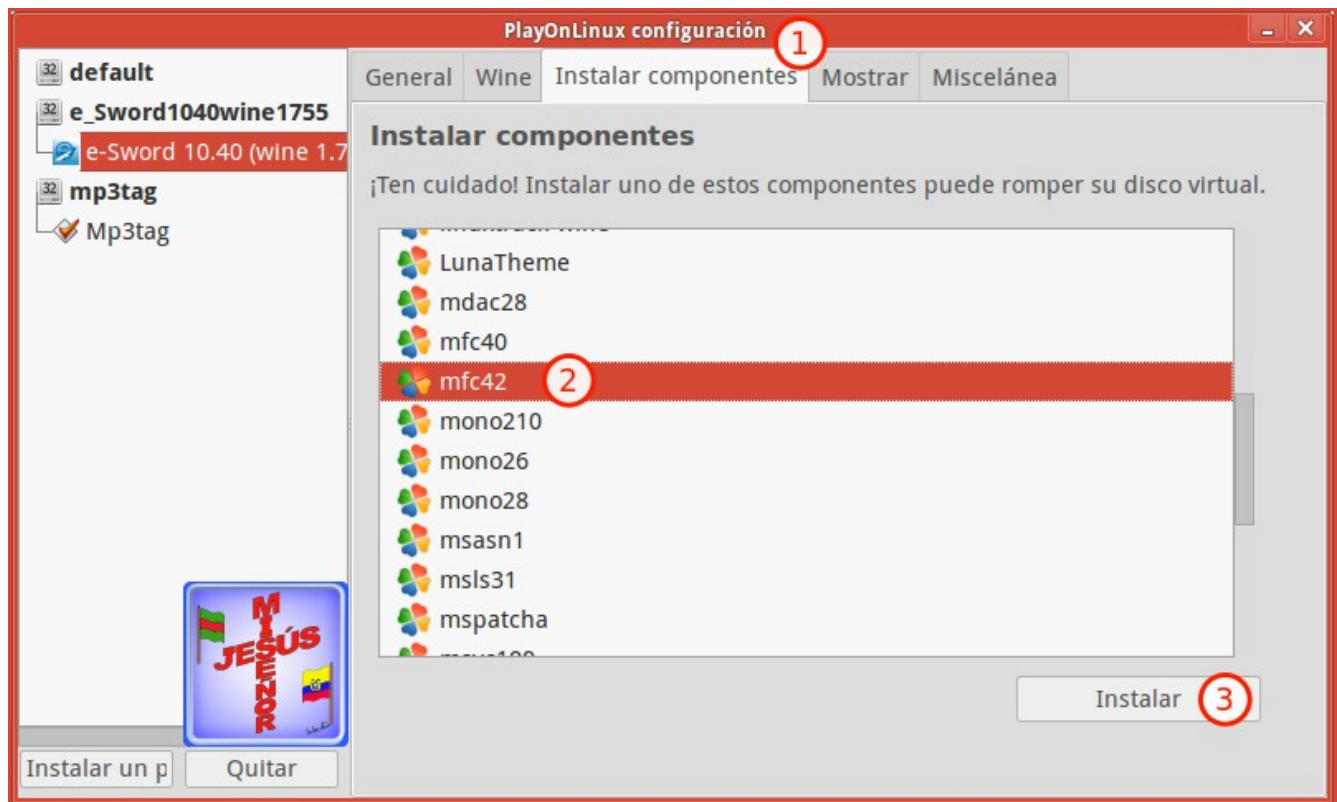 PlayOnLinux configuración
1
default
e_Sword1040wine1755
e-Sword 10.40 (wine 1.7
mp3tag
Mp3tag
General Wine Instalar componentes Mostrar Miscelánea
Instalar componentes
¡Ten cuidado! Instalar uno de estos componentes puede romper su disco virtual.
LunaTheme
mdac28
mfc40
mfc42 2
mono210
mono26
mono28
msasn1
msls31
mspatcha
Instalar 3
MI SEÑOR
JESÚS
Instalar un p
Quitar